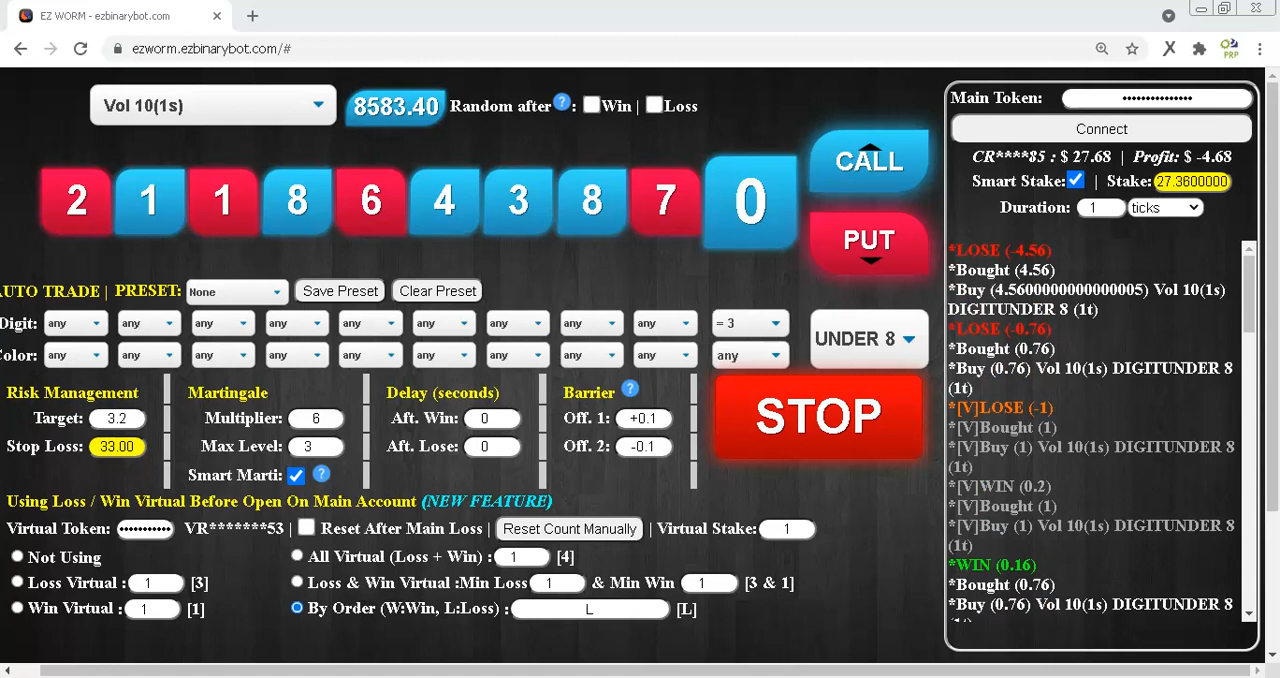 EZ WORM - ezbinarybot.com
ezworm.ezbinarybot.com/#
X PRP
Vol 10(1s) 8583.40 Random after ? : Win | Loss
2 1 1 8 6 4 3 8 7 0
CALL
PUT
AUTO TRADE | PRESET: None Save Preset Clear Preset
Digit: any any any any any any any any any = 3
Color: any any any any any any any any any any
UNDER 8
Risk Management Martingale Delay (seconds) Barrier ?
Target: 3.2 Multiplier: 6 Aft. Win: 0 Off. 1: +0.1
Stop Loss: 33.00 Max Level: 3 Aft. Lose: 0 Off. 2: -0.1
Smart Marti: ?
STOP
Using Loss / Win Virtual Before Open On Main Account (NEW FEATURE)
Virtual Token: ••••••••••• VR*******53 | Reset After Main Loss | Reset Count Manually | Virtual Stake: 1
Not Using All Virtual (Loss + Win) : 1 [4]
Loss Virtual : 1 [3] Loss & Win Virtual :Min Loss 1 & Min Win 1 [3 & 1]
Win Virtual : 1 [1] By Order (W:Win, L:Loss) : L [L]
Main Token: •••••••••••••••
Connect
CR****85 : $ 27.68 | Profit: $ -4.68
Smart Stake: | Stake: 27.3600000
Duration: 1 ticks
*LOSE (-4.56)
*Bought (4.56)
*Buy (4.5600000000000005) Vol 10(1s)
DIGITUNDER 8 (1t)
*LOSE (-0.76)
*Bought (0.76)
*Buy (0.76) Vol 10(1s) DIGITUNDER 8
(1t)
*[V]LOSE (-1)
*[V]Bought (1)
*[V]Buy (1) Vol 10(1s) DIGITUNDER 8
(1t)
*[V]WIN (0.2)
*[V]Bought (1)
*[V]Buy (1) Vol 10(1s) DIGITUNDER 8
(1t)
*WIN (0.16)
*Bought (0.76)
*Buy (0.76) Vol 10(1s) DIGITUNDER 8
(1t)